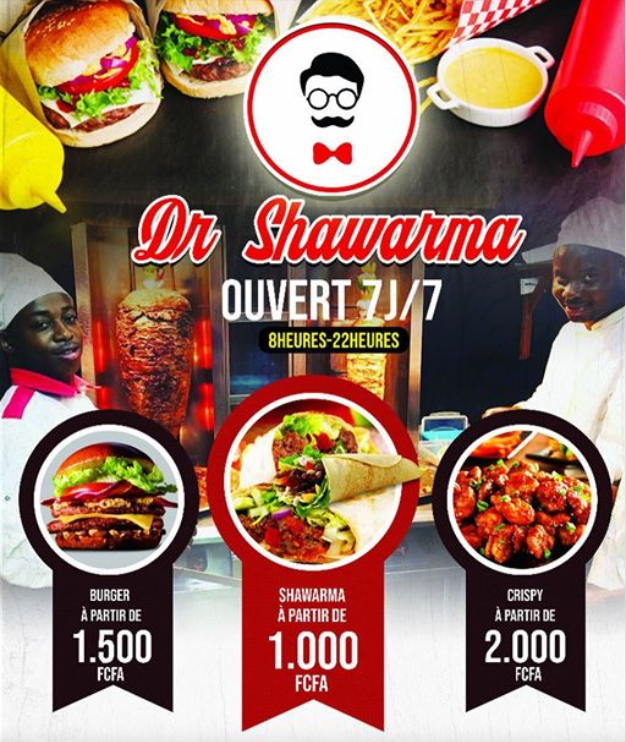 Dr Shawarma
OUVERT 7J/7
8HEURES-22HEURES
BURGER
À PARTIR DE
1.500
FCFA
SHAWARMA
À PARTIR DE
1.000
FCFA
CRISPY
À PARTIR DE
2.000
FCFA